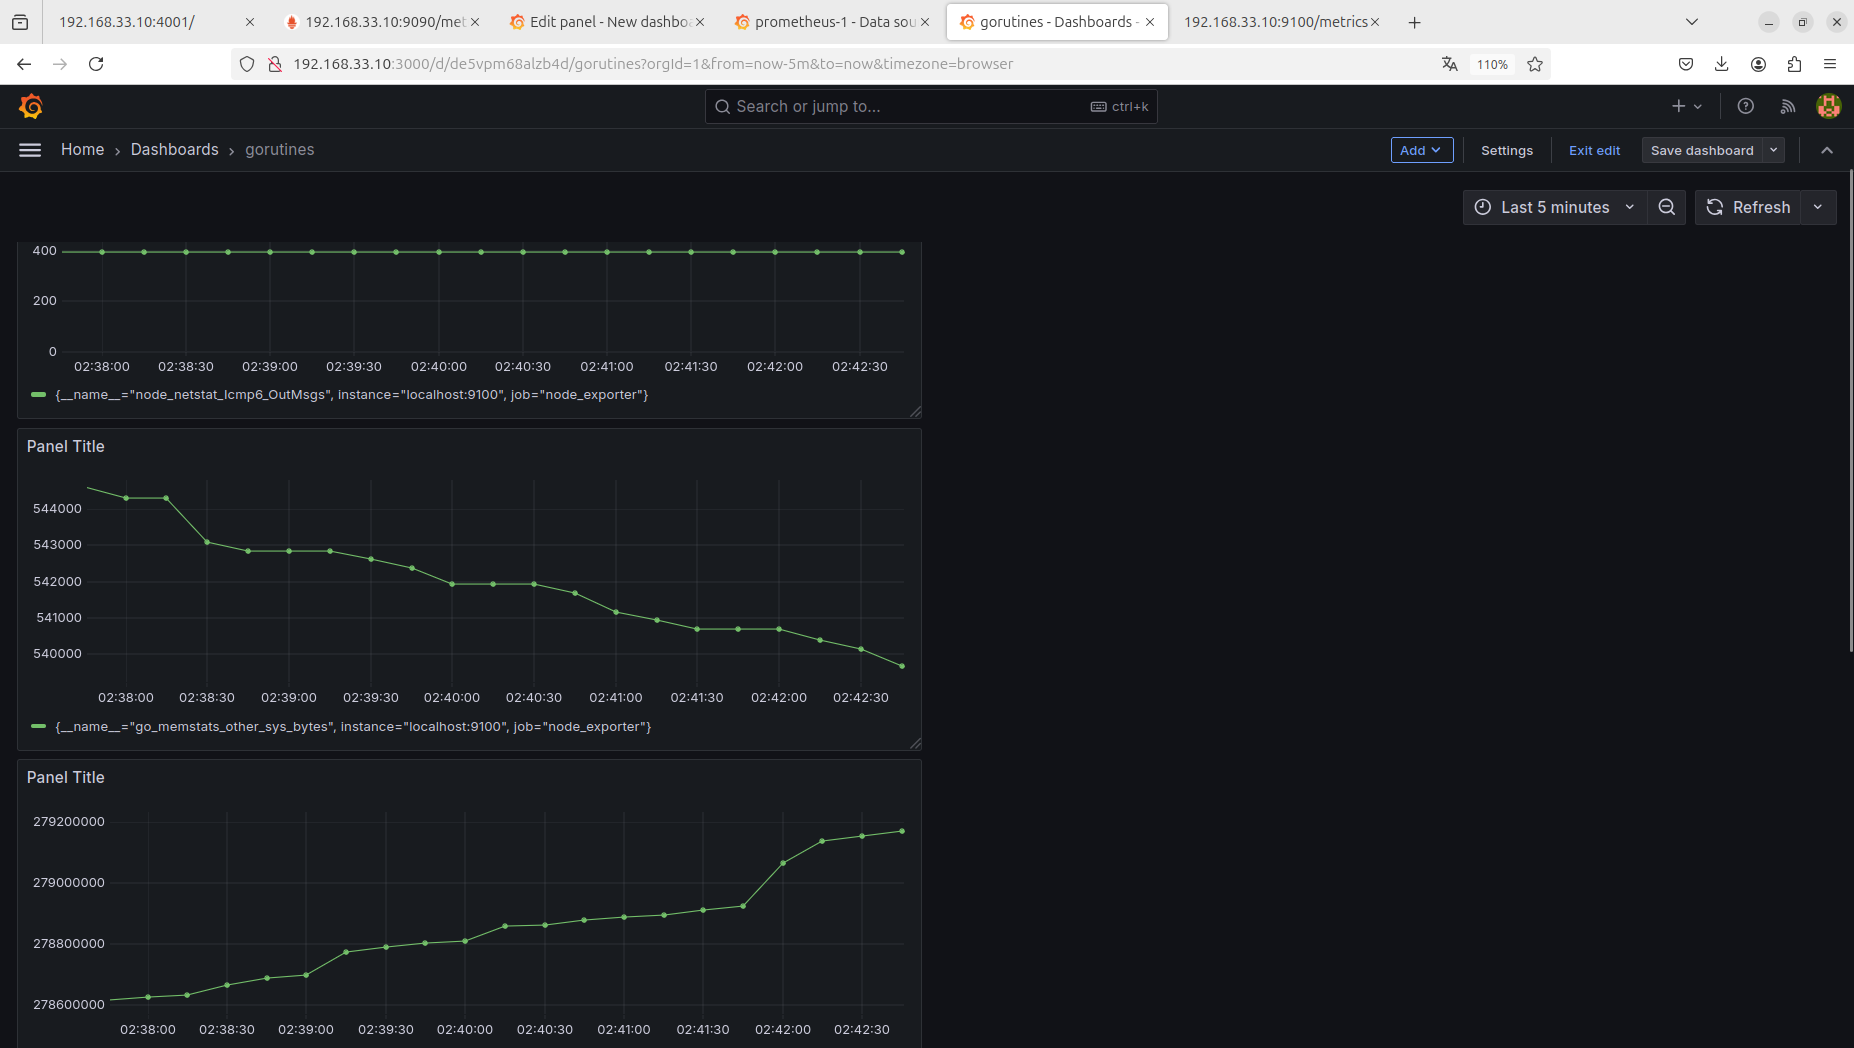 192.168.33.10:4001/
192.168.33.10:9090/met
Edit panel - New dashbo
prometheus-1 - Data sou
gorutines - Dashboards -
192.168.33.10:9100/metrics
192.168.33.10:3000/d/de5vpm68alzb4d/gorutines?orgId=1&from=now-5m&to=now&timezone=browser
110%
Search or jump to...
ctrl+k
Home › Dashboards › gorutines
Add
Settings
Exit edit
Save dashboard
Last 5 minutes
Refresh
400
200
0
02:38:00 02:38:30 02:39:00 02:39:30 02:40:00 02:40:30 02:41:00 02:41:30 02:42:00 02:42:30
{__name__="node_netstat_Icmp6_OutMsgs", instance="localhost:9100", job="node_exporter"}
Panel Title
544000
543000
542000
541000
540000
02:38:00 02:38:30 02:39:00 02:39:30 02:40:00 02:40:30 02:41:00 02:41:30 02:42:00 02:42:30
{__name__="go_memstats_other_sys_bytes", instance="localhost:9100", job="node_exporter"}
Panel Title
279200000
279000000
278800000
278600000
02:38:00 02:38:30 02:39:00 02:39:30 02:40:00 02:40:30 02:41:00 02:41:30 02:42:00 02:42:30